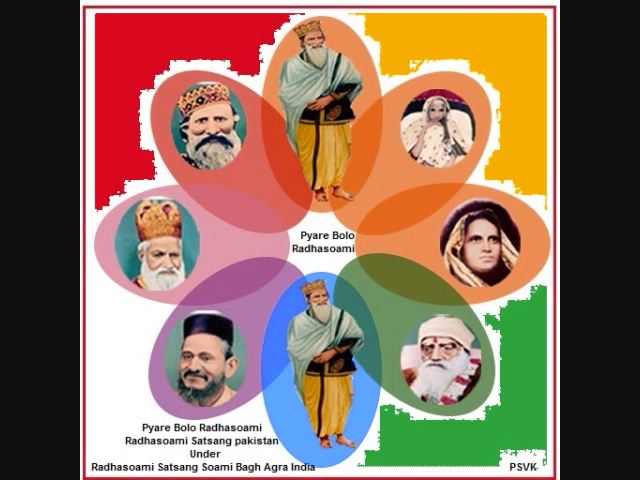 Pyare Bolo
Radhasoami
Pyare Bolo Radhasoami
Radhasoami Satsang pakistan
Under
Radhasoami Satsang Soami Bagh Agra India
PSVK